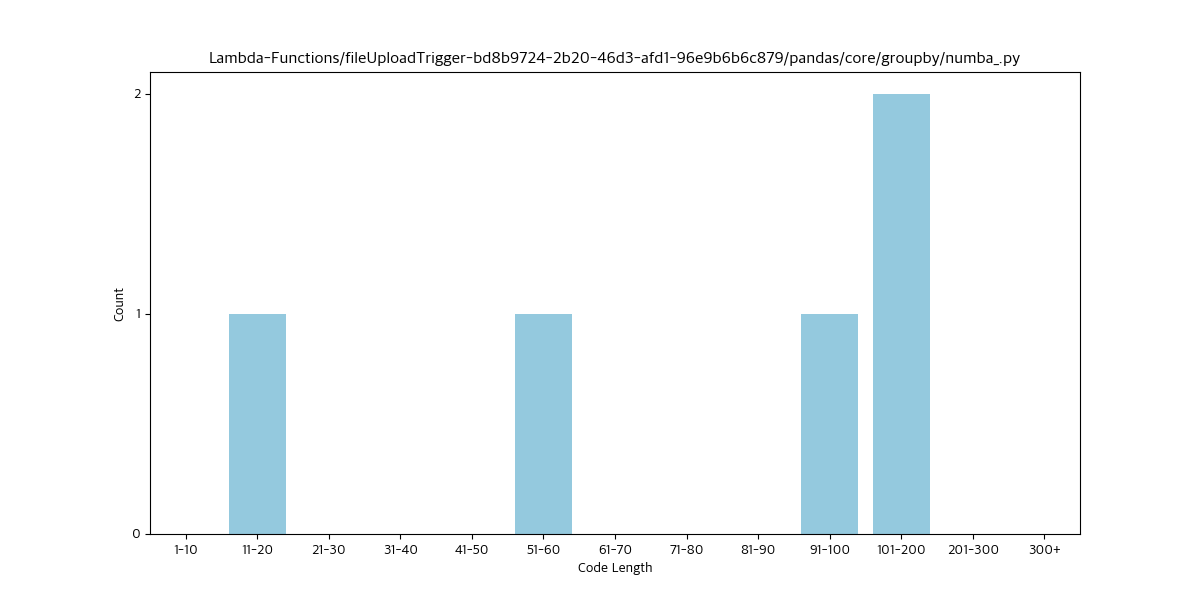 Lambda-Functions/fileUploadTrigger-bd8b9724-2b20-46d3-afd1-96e9b6b6c879/pandas/core/groupby/numba_.py
2
1
0
Count
1-10 11-20 21-30 31-40 41-50 51-60 61-70 71-80 81-90 91-100 101-200 201-300 300+
Code Length